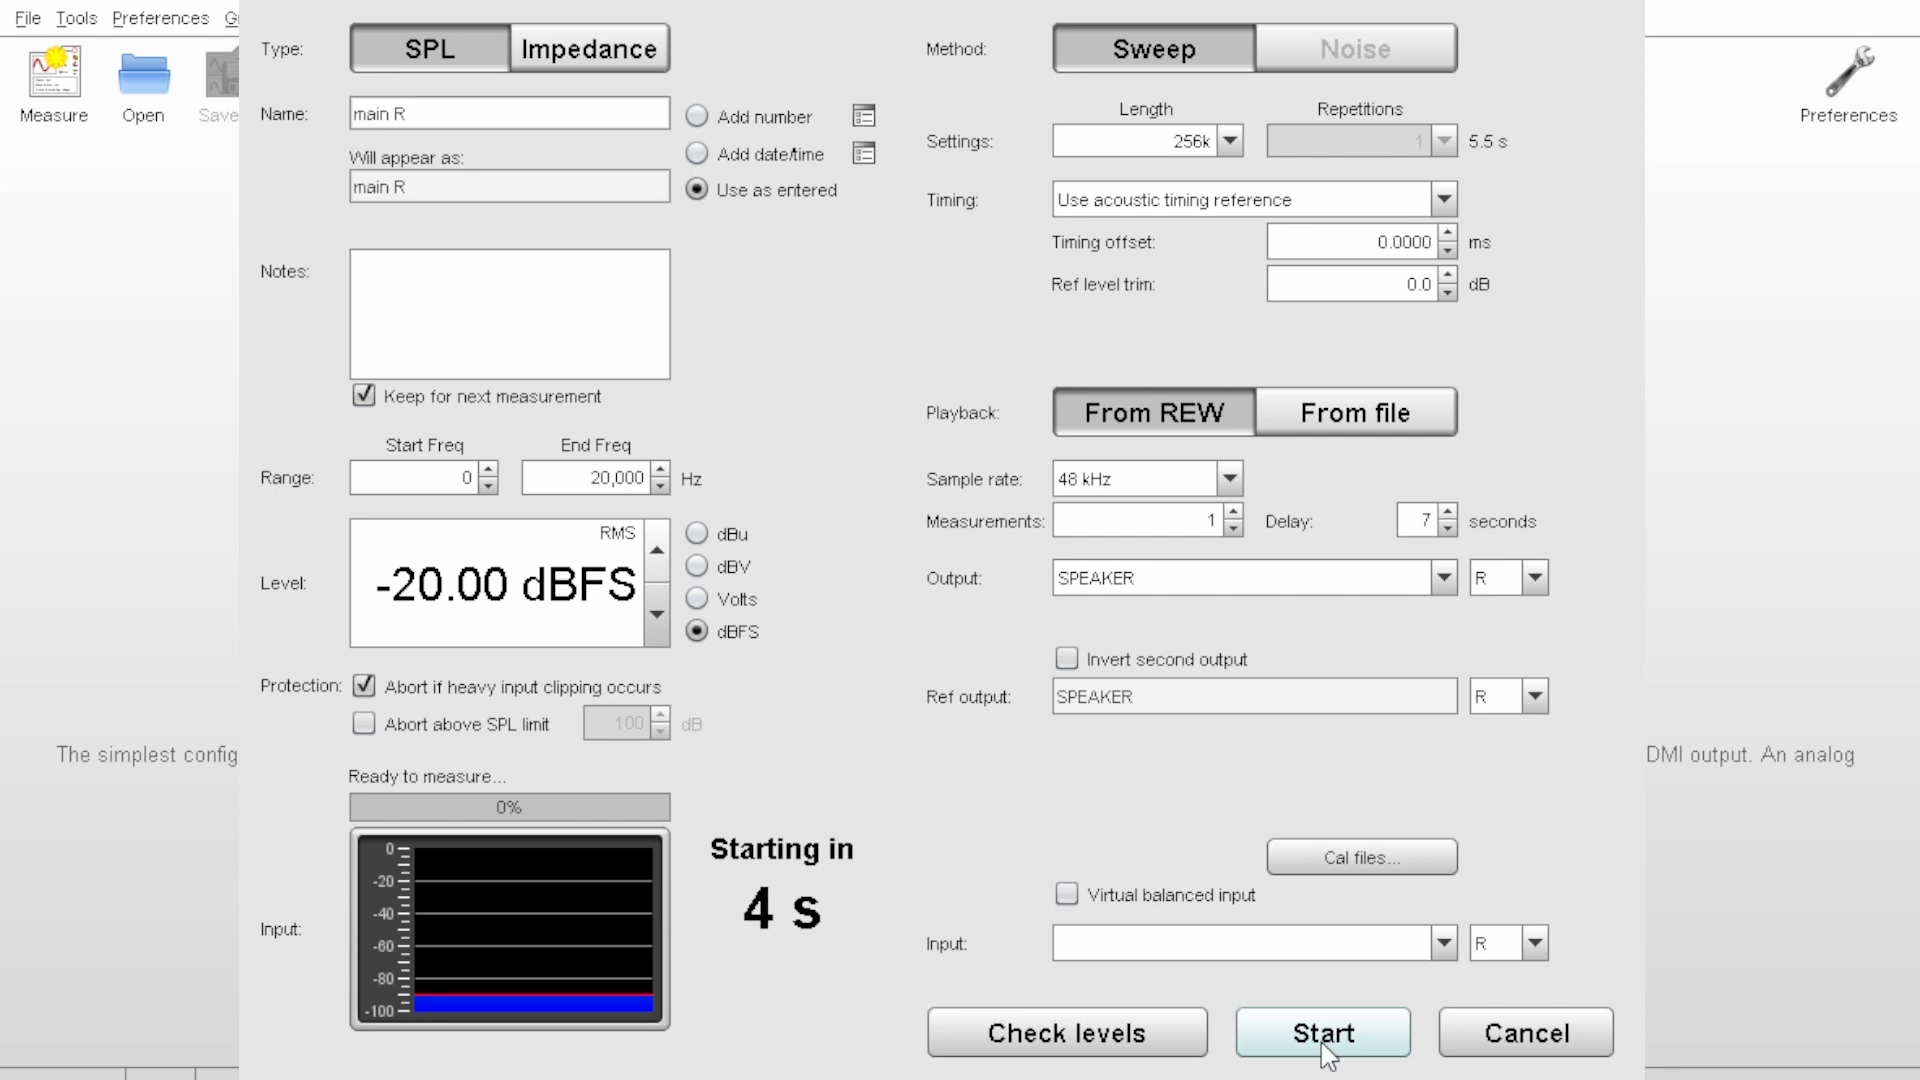 File Tools Preferences G
Measure
Open
Save
Preferences
Type:
SPL
Impedance
Name:
main R
Add number
Will appear as:
Add date/time
main R
Use as entered
Notes:
Keep for next measurement
Start Freq
End Freq
Range:
0
20,000
Hz
RMS
-20.00 dBFS
Level:
dBu
dBV
Volts
dBFS
Protection:
Abort if heavy input clipping occurs
Abort above SPL limit
100
dB
Ready to measure...
0%
0
-20
-40
-60
-80
-100
Input:
Starting in
4 s
Method:
Sweep
Noise
Length
Repetitions
Settings:
256k
1
5.5 s
Timing:
Use acoustic timing reference
Timing offset:
0.0000
ms
Ref level trim:
0.0
dB
Playback:
From REW
From file
Sample rate:
48 kHz
Measurements:
1
Delay:
7
seconds
Output:
SPEAKER
R
Invert second output
Ref output:
SPEAKER
R
Cal files...
Virtual balanced input
Input:
R
Check levels
Start
Cancel
The simplest config
DMI output. An analog